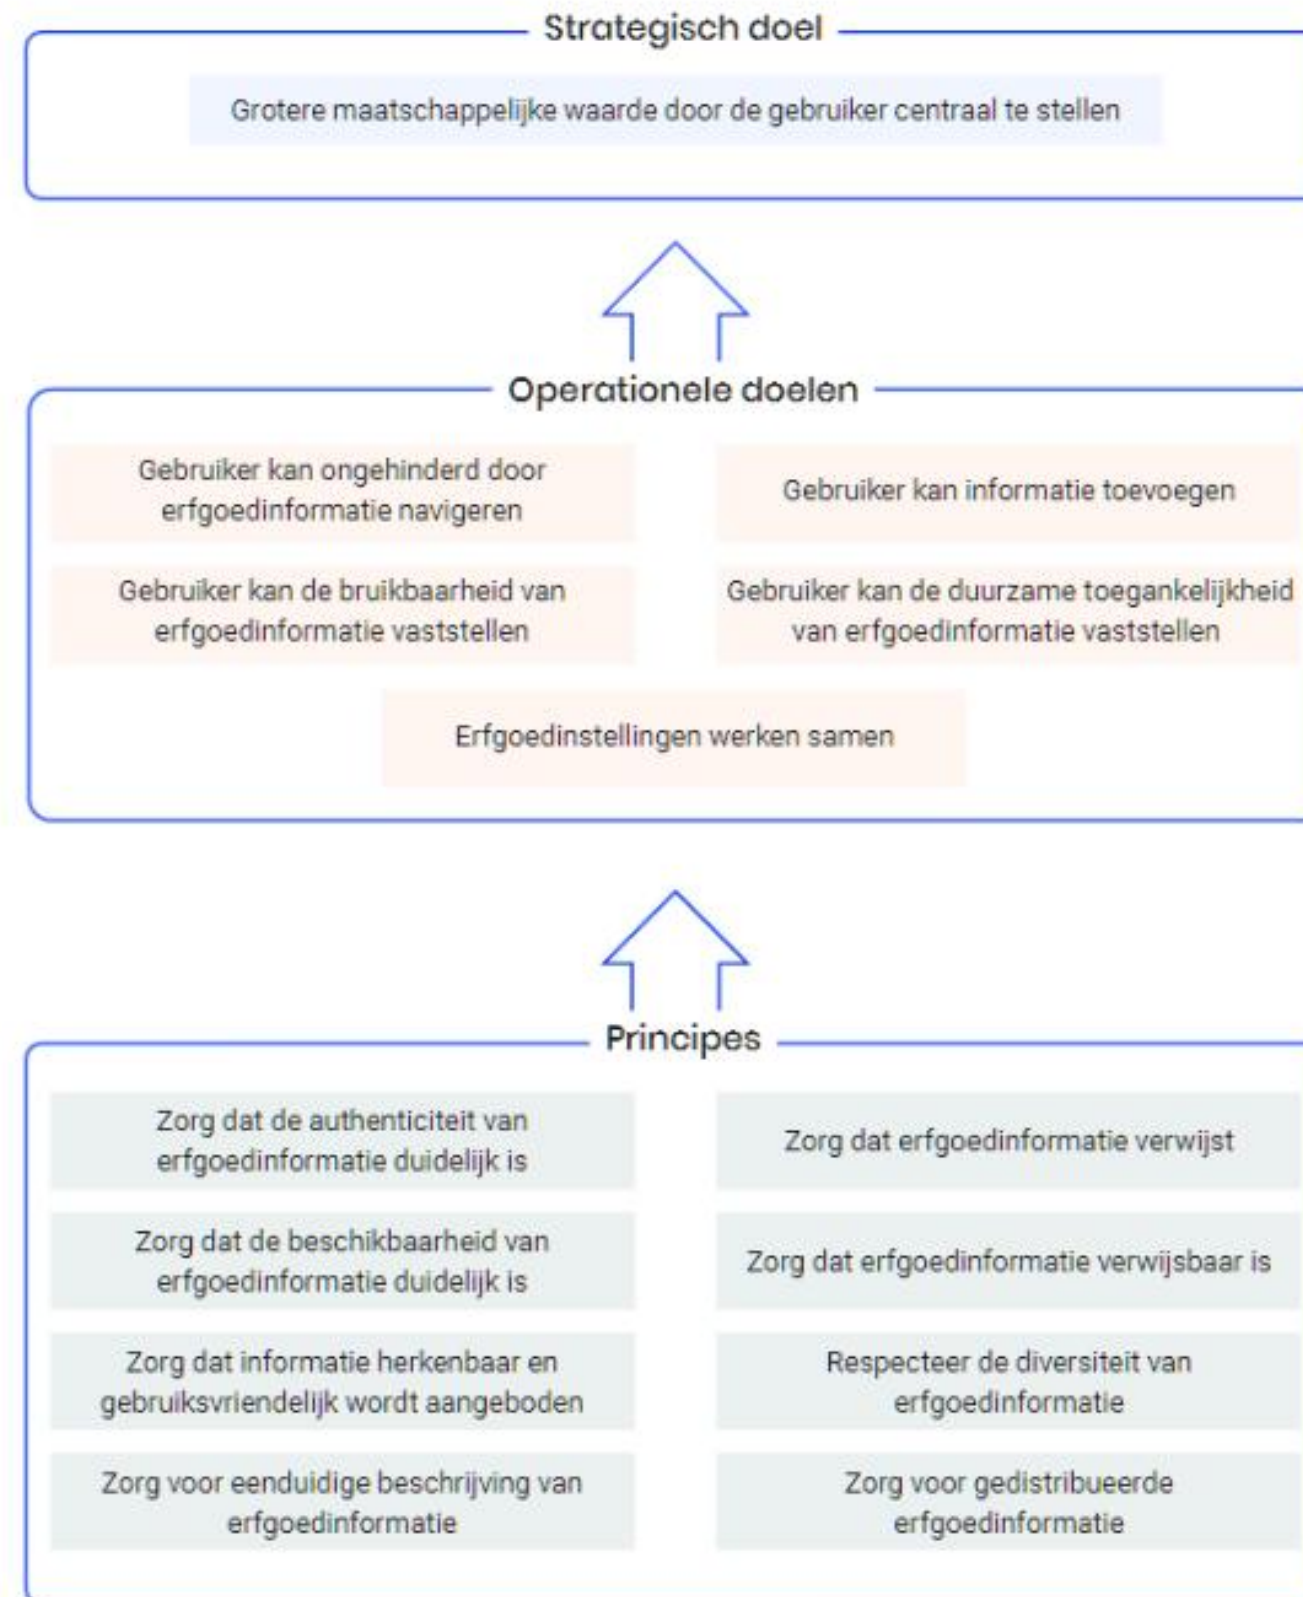 Strategisch doel
Grotere maatschappelijke waarde door de gebruiker centraal te stellen
Operationele doelen
Gebruiker kan ongehinderd door
erfgoedinformatie navigeren
Gebruiker kan informatie toevoegen
Gebruiker kan de bruikbaarheid van
erfgoedinformatie vaststellen
Gebruiker kan de duurzame toegankelijkheid
van erfgoedinformatie vaststellen
Erfgoedinstellingen werken samen
Principes
Zorg dat de authenticiteit van
erfgoedinformatie duidelijk is
Zorg dat erfgoedinformatie verwijst
Zorg dat de beschikbaarheid van
erfgoedinformatie duidelijk is
Zorg dat erfgoedinformatie verwijsbaar is
Zorg dat informatie herkenbaar en
gebruiksvriendelijk wordt aangeboden
Respecteer de diversiteit van
erfgoedinformatie
Zorg voor eenduidige beschrijving van
erfgoedinformatie
Zorg voor gedistribueerde
erfgoedinformatie